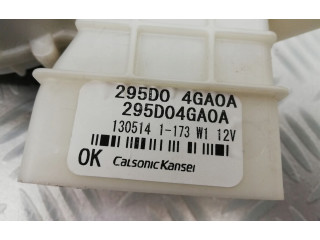 295D0 4GA0A
295D04GA0A
130514 1-173 W1 12V
OK CalsonicKansei